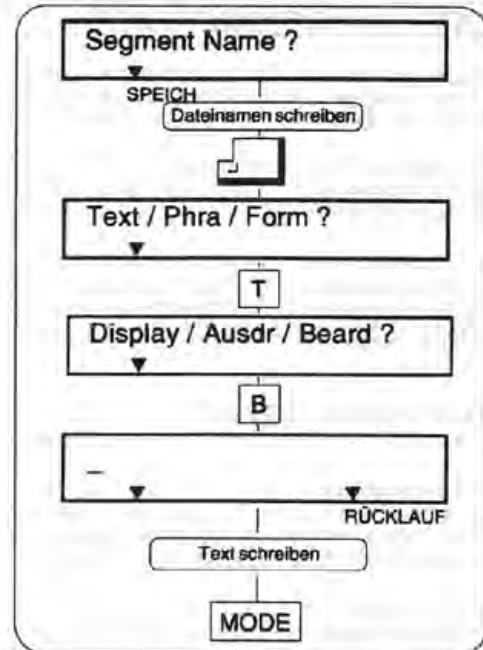 Segment Name ?
SPEICH
Dateinamen schreiben
Text / Phra / Form ?
T
Display / Ausdr / Beard ?
B
_
RÜCKLAUF
Text schreiben
MODE